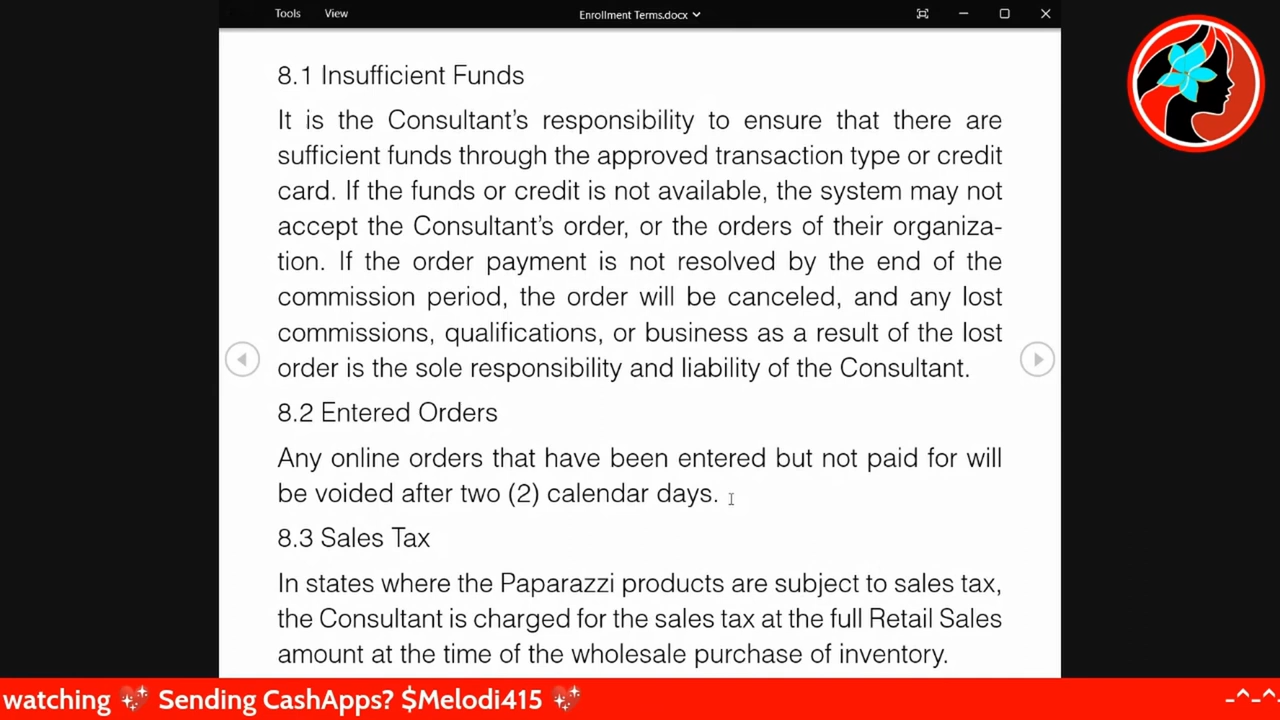 Tools View Enrollment Terms.docx
8.1 Insufficient Funds
It is the Consultant's responsibility to ensure that there are
sufficient funds through the approved transaction type or credit
card. If the funds or credit is not available, the system may not
accept the Consultant's order, or the orders of their organiza-
tion. If the order payment is not resolved by the end of the
commission period, the order will be canceled, and any lost
commissions, qualifications, or business as a result of the lost
order is the sole responsibility and liability of the Consultant.
8.2 Entered Orders
Any online orders that have been entered but not paid for will
be voided after two (2) calendar days.
8.3 Sales Tax
In states where the Paparazzi products are subject to sales tax,
the Consultant is charged for the sales tax at the full Retail Sales
amount at the time of the wholesale purchase of inventory.
watching 💖 Sending CashApps? $Melodi415 💖 -^-^